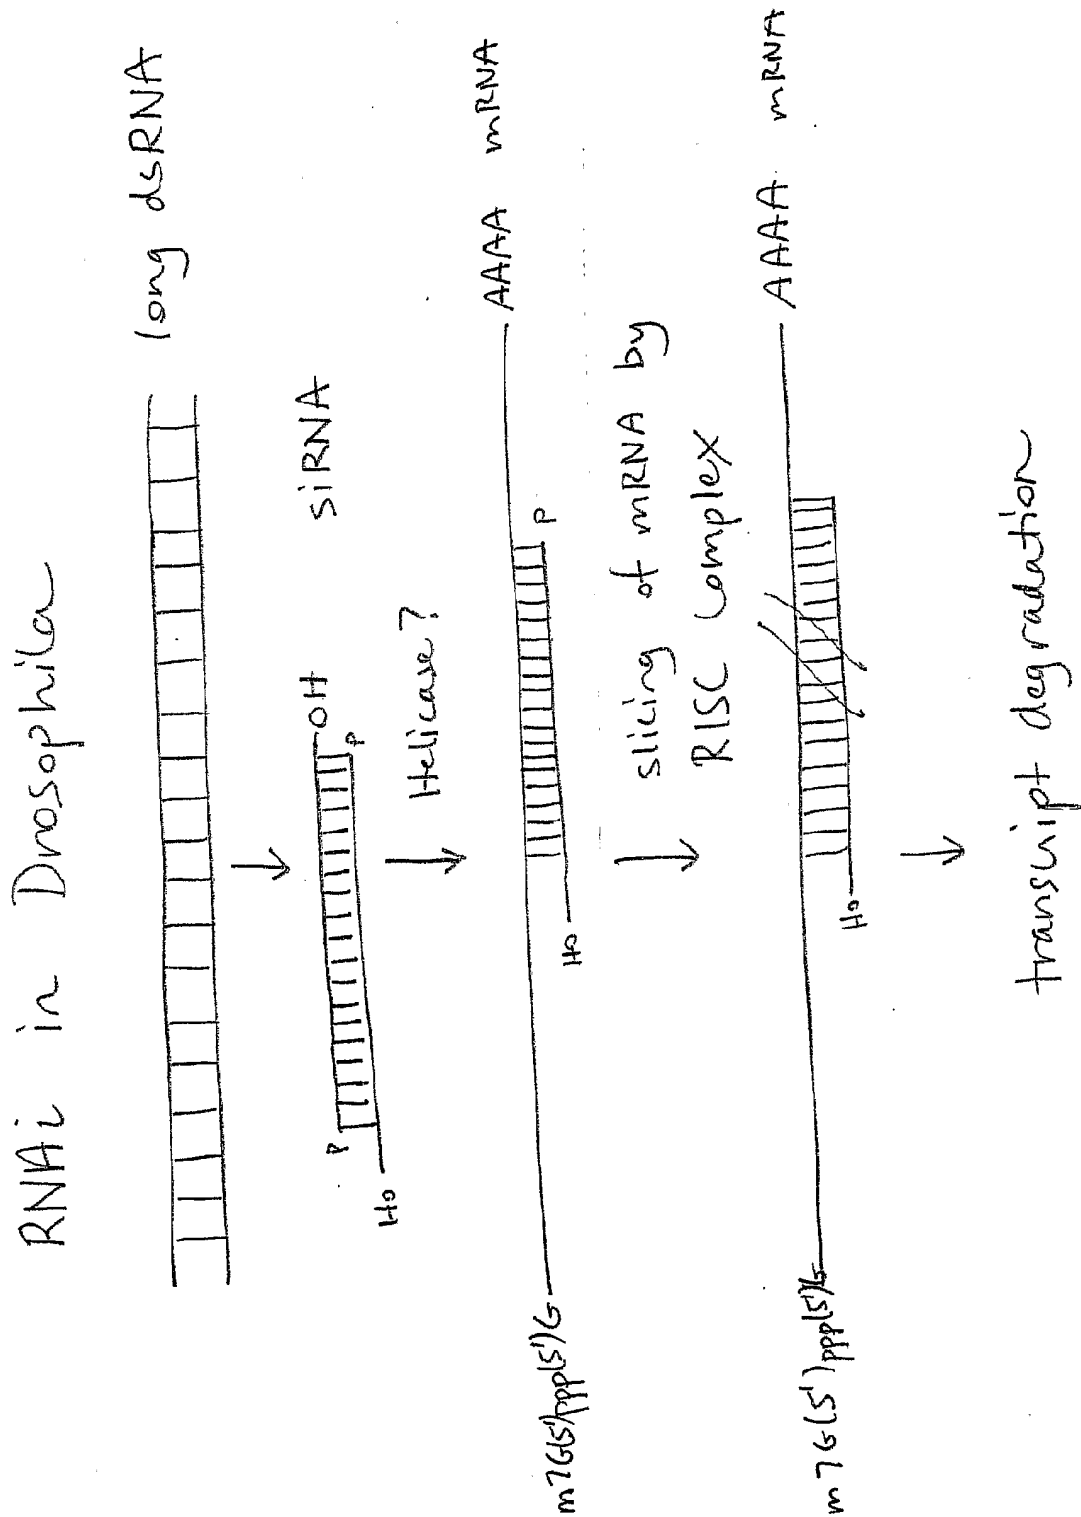 RNAi in Drosophila
long dsRNA
siRNA
P
OH
HO
P
Helicase?
m7G(5')ppp(5')G
AAAA mRNA
HO
P
slicing of mRNA by
RISC Complex
m7G(5')ppp(5')G
AAAA mRNA
HO
transcript degradation